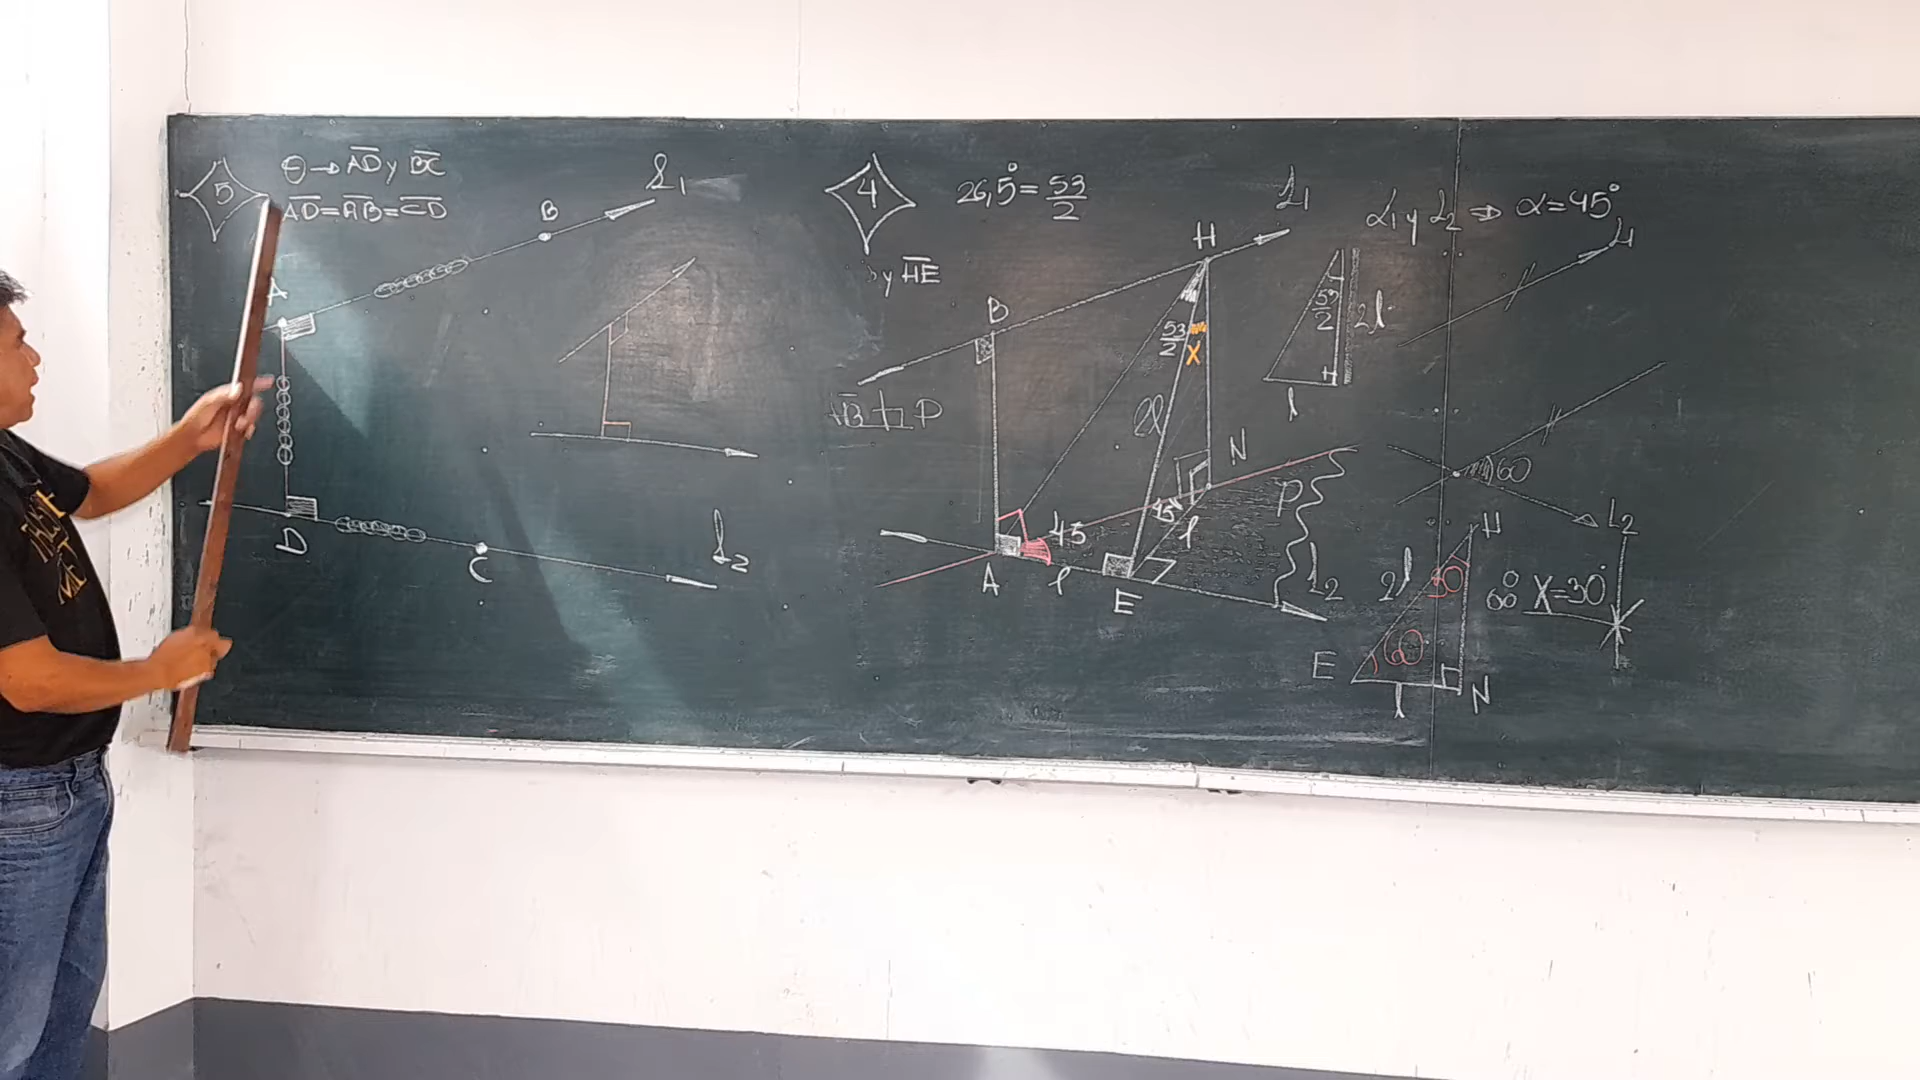 5
θ → AD y BC
AD = AB = CD
L1
B
A
D
C
L2
4
26,5° = 53/2
y HE
L1
H
B
53/2
X
2l
AB ⊥ P
N
45
45
l
P
A
l
E
L2
L1 y L2 ⇒ α = 45°
L1
53/2
2l
l
60
L2
H
2l
30
60
E
l
N
∴ X = 30°